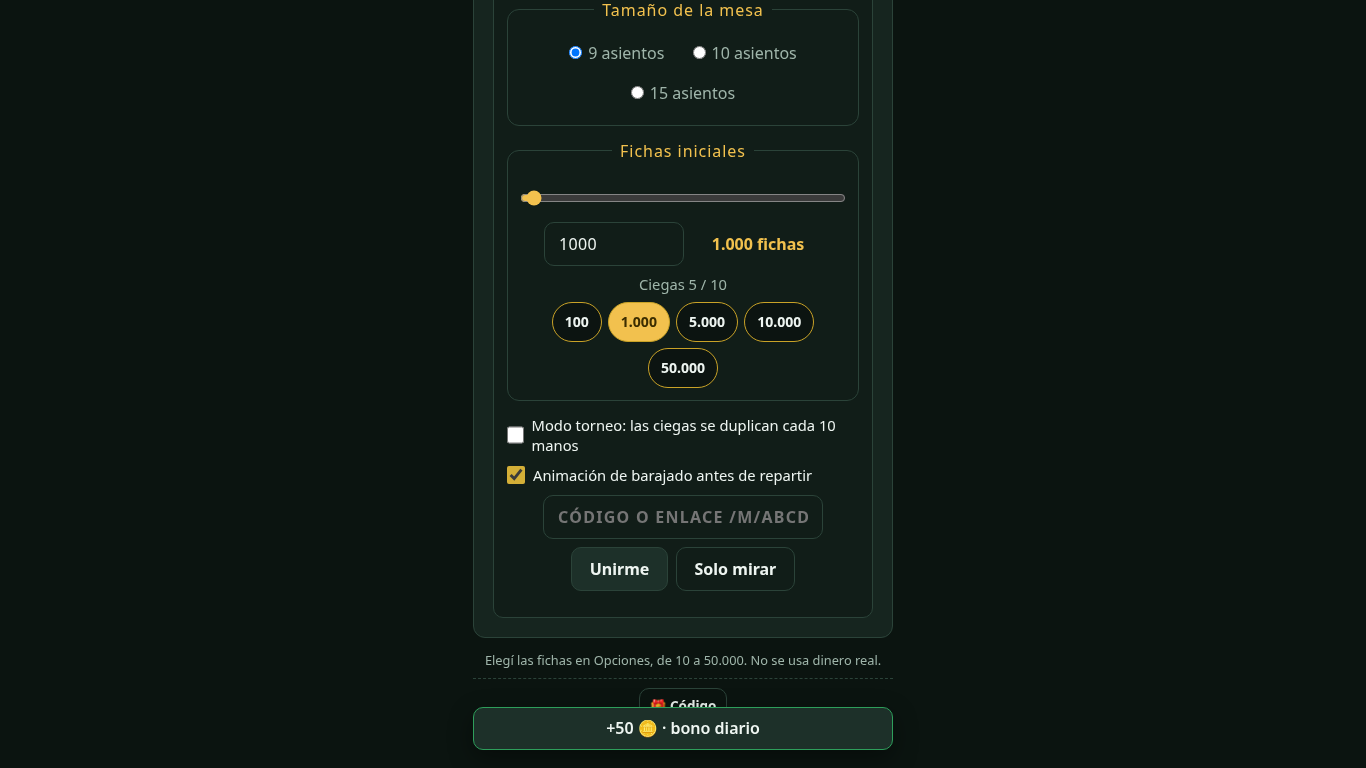 Tamaño de la mesa
9 asientos
10 asientos
15 asientos
Fichas iniciales
1000
1.000 fichas
Ciegas 5 / 10
100
1.000
5.000
10.000
50.000
Modo torneo: las ciegas se duplican cada 10
manos
Animación de barajado antes de repartir
CÓDIGO O ENLACE /M/ABCD
Unirme
Solo mirar
Elegí las fichas en Opciones, de 10 a 50.000. No se usa dinero real.
🎁 Código
+50 🪙 · bono diario